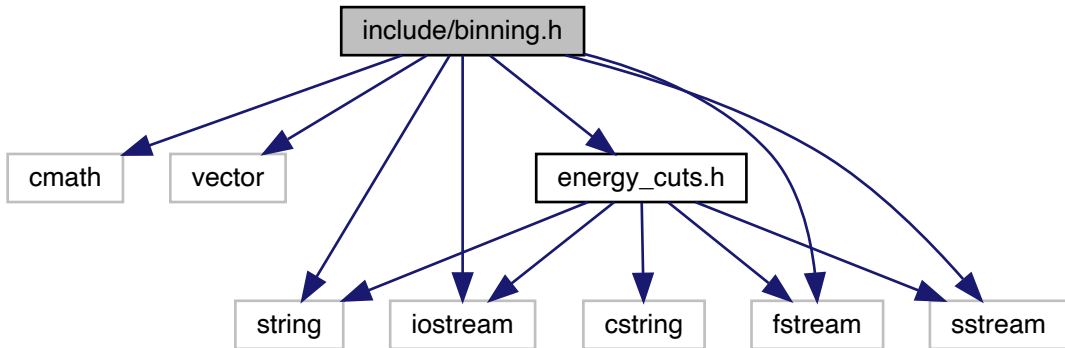 include/binning.h
cmath
vector
energy_cuts.h
string
iostream
cstring
fstream
sstream